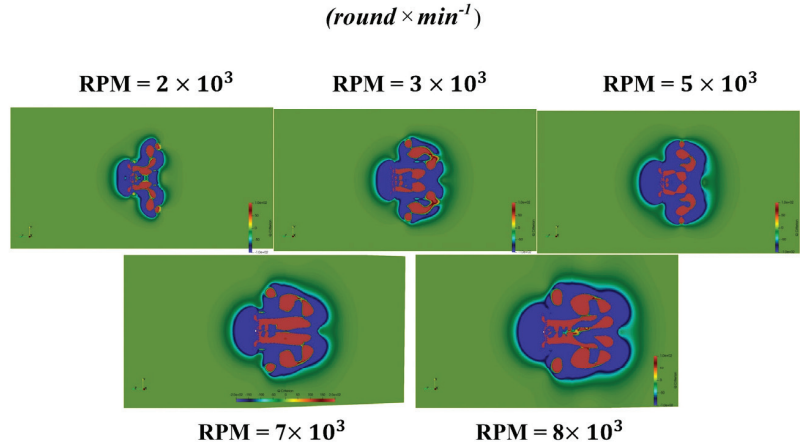 (round × min⁻¹)
RPM = 2 × 10³ RPM = 3 × 10³ RPM = 5 × 10³
RPM = 7× 10³ RPM = 8× 10³